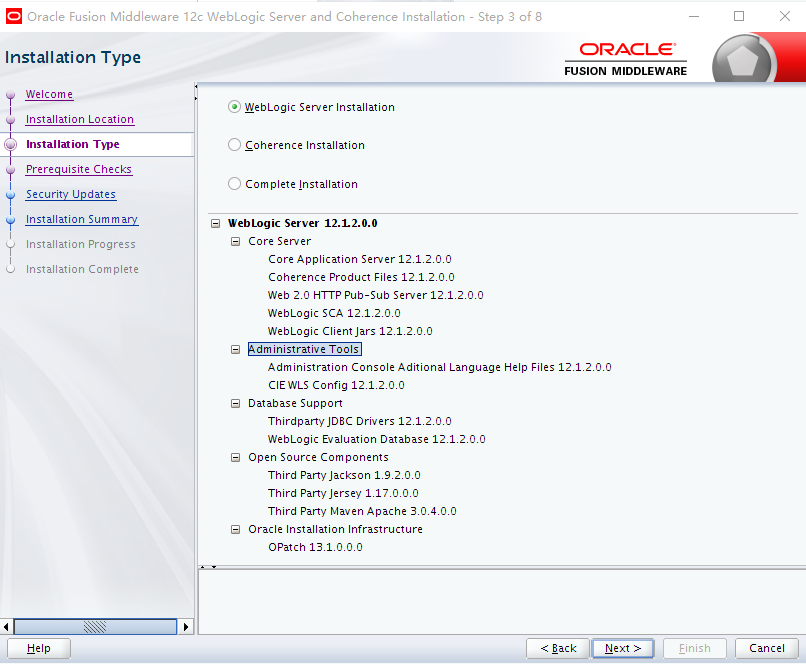 Oracle Fusion Middleware 12c WebLogic Server and Coherence Installation - Step 3 of 8
Installation Type
ORACLE
FUSION MIDDLEWARE
Welcome
Installation Location
Installation Type
Prerequisite Checks
Security Updates
Installation Summary
Installation Progress
Installation Complete
WebLogic Server Installation
Coherence Installation
Complete Installation
WebLogic Server 12.1.2.0.0
Core Server
Core Application Server 12.1.2.0.0
Coherence Product Files 12.1.2.0.0
Web 2.0 HTTP Pub-Sub Server 12.1.2.0.0
WebLogic SCA 12.1.2.0.0
WebLogic Client Jars 12.1.2.0.0
Administrative Tools
Administration Console Aditional Language Help Files 12.1.2.0.0
CIE WLS Config 12.1.2.0.0
Database Support
Thirdparty JDBC Drivers 12.1.2.0.0
WebLogic Evaluation Database 12.1.2.0.0
Open Source Components
Third Party Jackson 1.9.2.0.0
Third Party Jersey 1.17.0.0.0
Third Party Maven Apache 3.0.4.0.0
Oracle Installation Infrastructure
OPatch 13.1.0.0.0
Help
< Back
Next >
Finish
Cancel